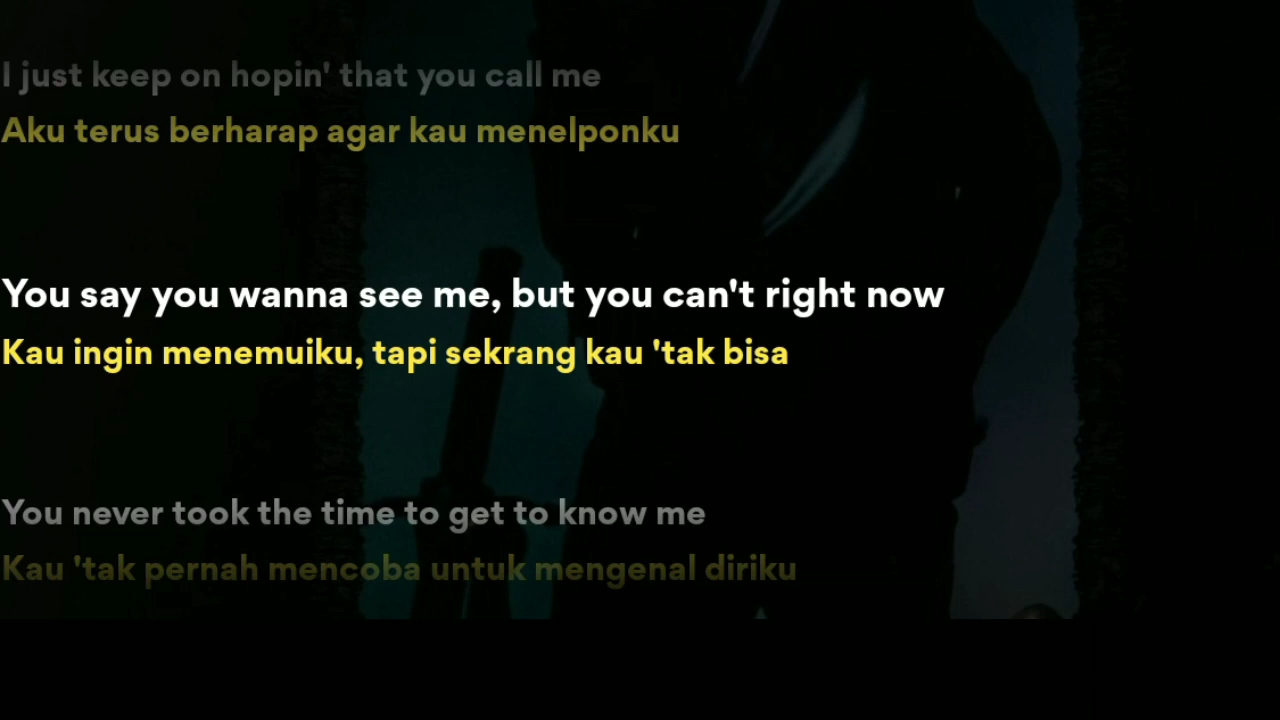 I just keep on hopin' that you call me
Aku terus berharap agar kau menelponku
You say you wanna see me, but you can't right now
Kau ingin menemuiku, tapi sekrang kau 'tak bisa
You never took the time to get to know me
Kau 'tak pernah mencoba untuk mengenal diriku